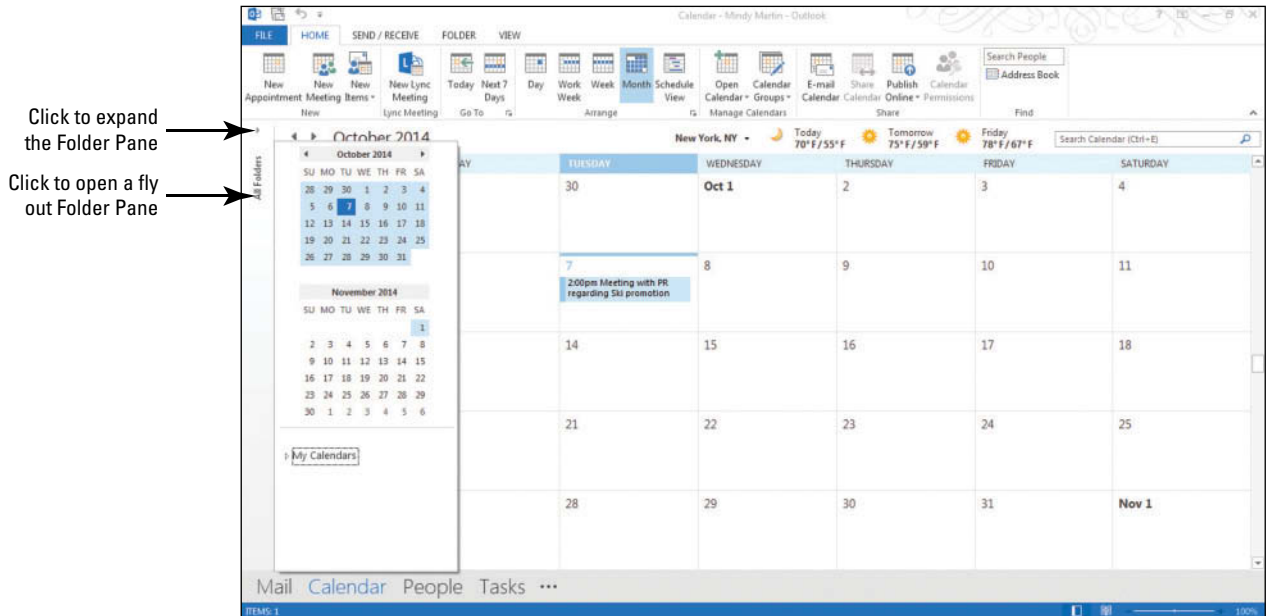 Calendar - Mindy Martin - Outlook
FILE HOME SEND / RECEIVE FOLDER VIEW
New Appointment
New Meeting
New Items
New Lync Meeting
Today
Next 7 Days
Day
Work Week
Week
Month
Schedule View
Open Calendar
Calendar Groups
E-mail Calendar
Share Calendar
Publish Online
Calendar Permissions
Search People
Address Book
New
Lync Meeting
Go To
Arrange
Manage Calendars
Share
Find
Click to expand
the Folder Pane
Click to open a fly
out Folder Pane
All Folders
October 2014
New York, NY
Today
70°F/55°F
Tomorrow
75°F/59°F
Friday
78°F/67°F
Search Calendar (Ctrl+E)
AY TUESDAY WEDNESDAY THURSDAY FRIDAY SATURDAY
30 Oct 1 2 3 4
7 8 9 10 11
2:00pm Meeting with PR
regarding Ski promotion
14 15 16 17 18
21 22 23 24 25
28 29 30 31 Nov 1
October 2014
SU MO TU WE TH FR SA
28 29 30 1 2 3 4
5 6 7 8 9 10 11
12 13 14 15 16 17 18
19 20 21 22 23 24 25
26 27 28 29 30 31
November 2014
SU MO TU WE TH FR SA
1
2 3 4 5 6 7 8
9 10 11 12 13 14 15
16 17 18 19 20 21 22
23 24 25 26 27 28 29
30 1 2 3 4 5 6
My Calendars
Mail Calendar People Tasks •••
ITEMS: 1
100%